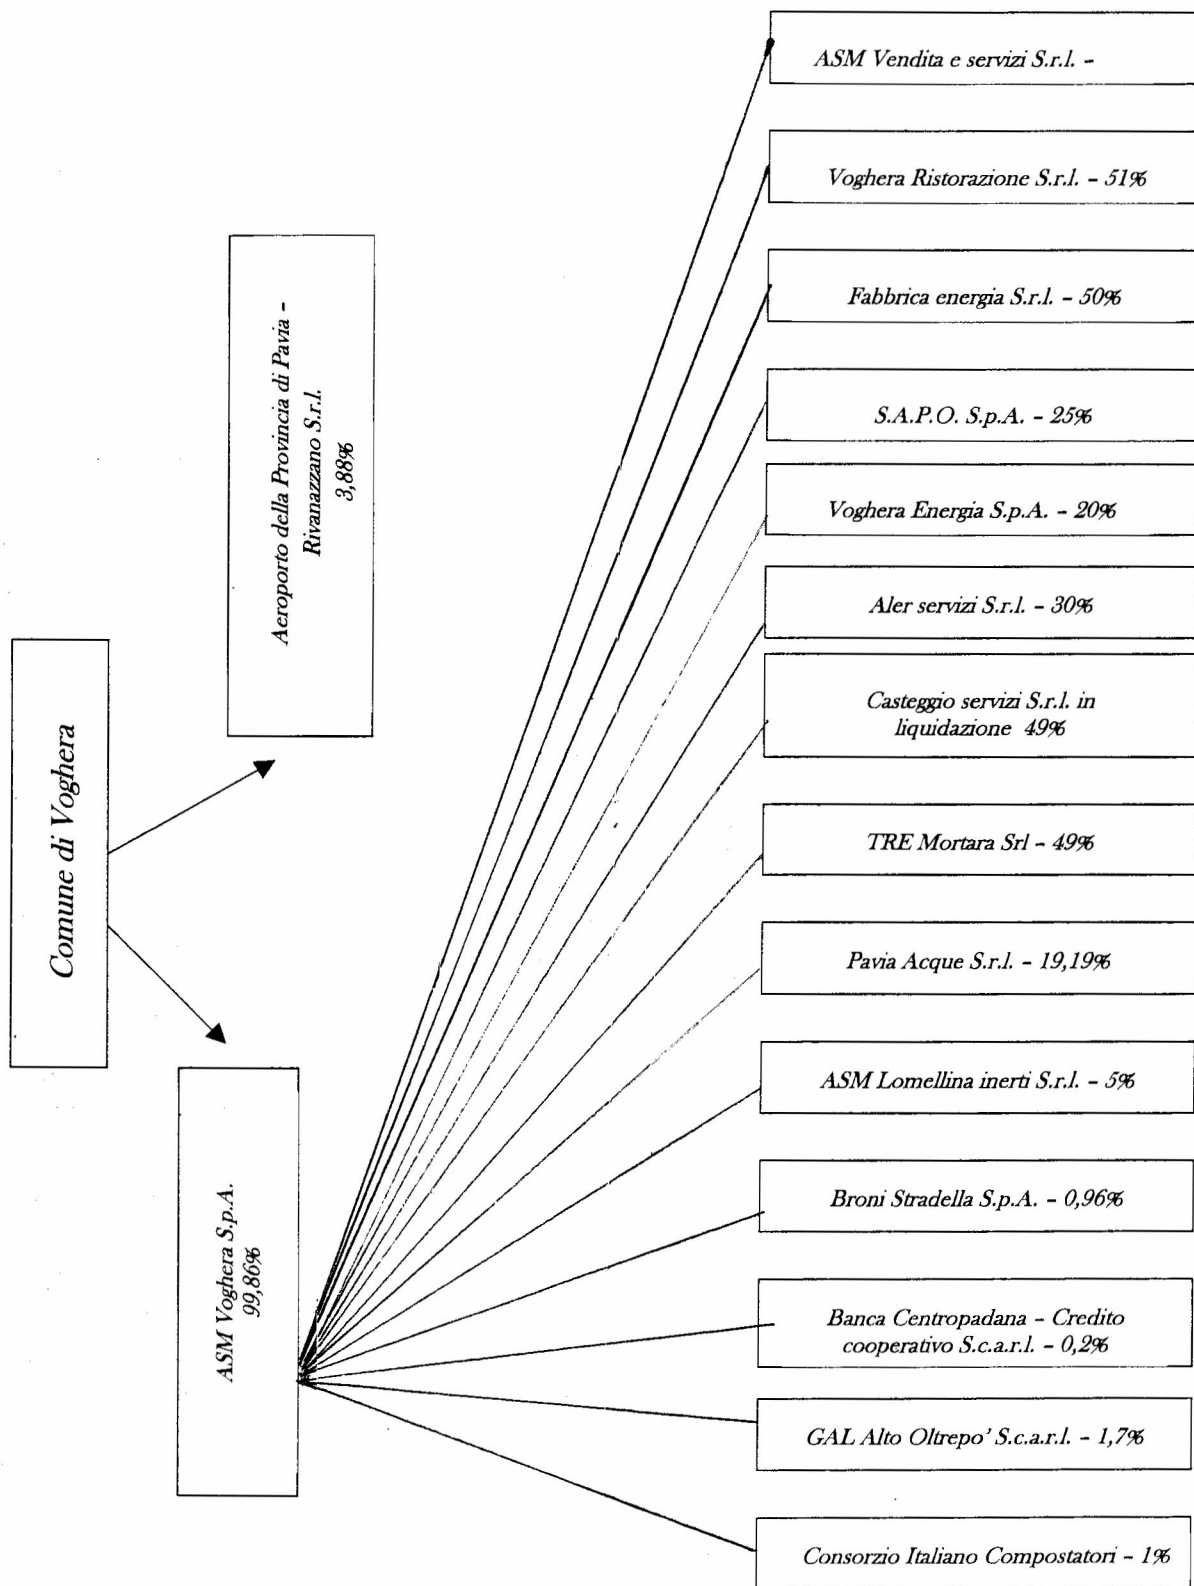 Comune di Voghera
Aeroporto della Provincia di Pavia -
Rivanazzano S.r.l.
3,88%
ASM Voghera S.p.A.
99,86%
ASM Vendita e servizi S.r.l. -
Voghera Ristorazione S.r.l. - 51%
Fabbrica energia S.r.l. - 50%
S.A.P.O. S.p.A. - 25%
Voghera Energia S.p.A. - 20%
Aler servizi S.r.l. - 30%
Casteggio servizi S.r.l. in
liquidazione 49%
TRE Mortara Srl - 49%
Pavia Acque S.r.l. - 19,19%
ASM Lomellina inerti S.r.l. - 5%
Broni Stradella S.p.A. - 0,96%
Banca Centropadana - Credito
cooperativo S.c.a.r.l. - 0,2%
GAL Alto Oltrepo' S.c.a.r.l. - 1,7%
Consorzio Italiano Compostatori - 1%